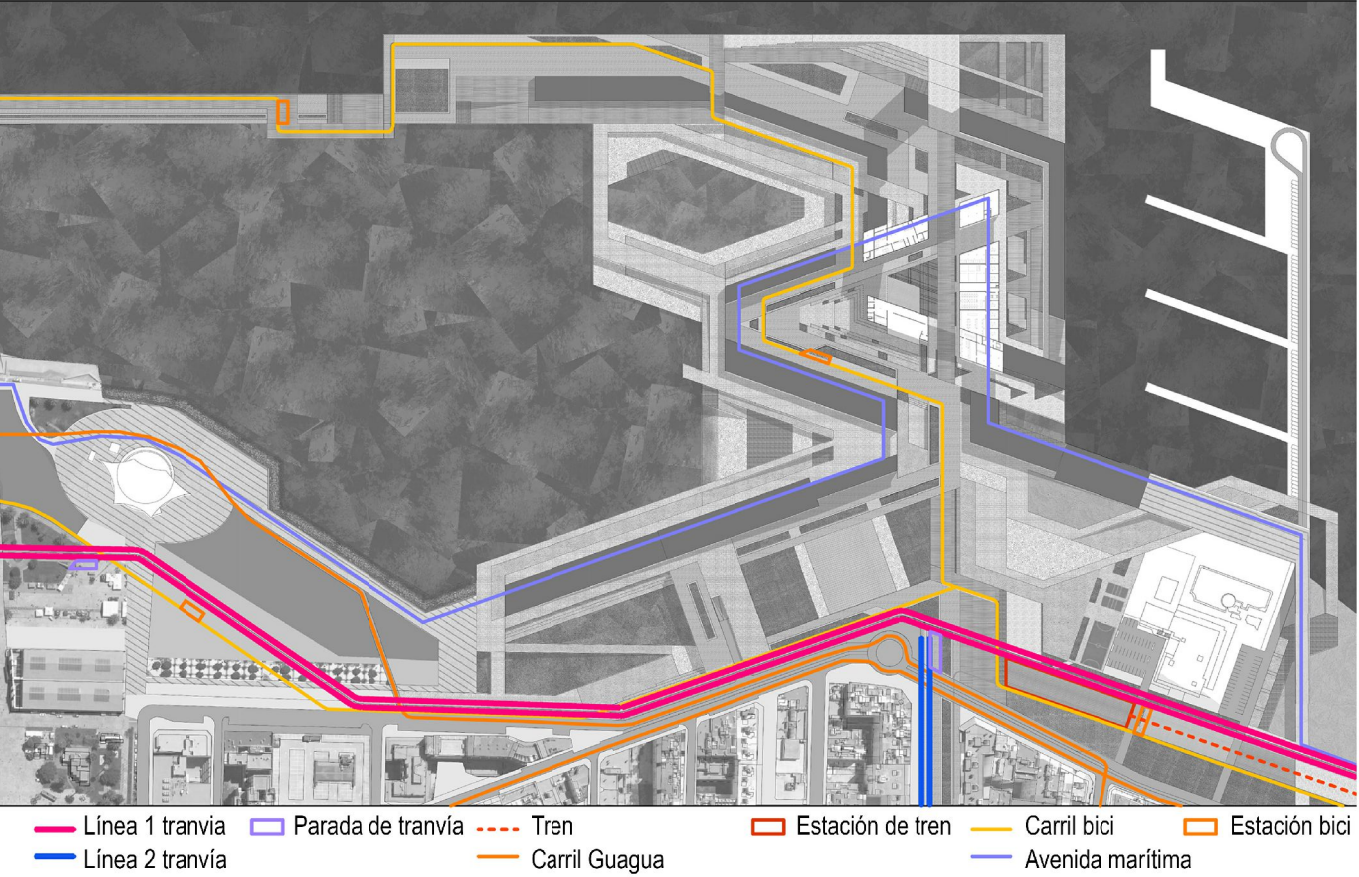 Línea 1 tranvia
Parada de tranvía
Tren
Estación de tren
Carril bici
Estación bici
Línea 2 tranvía
Carril Guagua
Avenida marítima